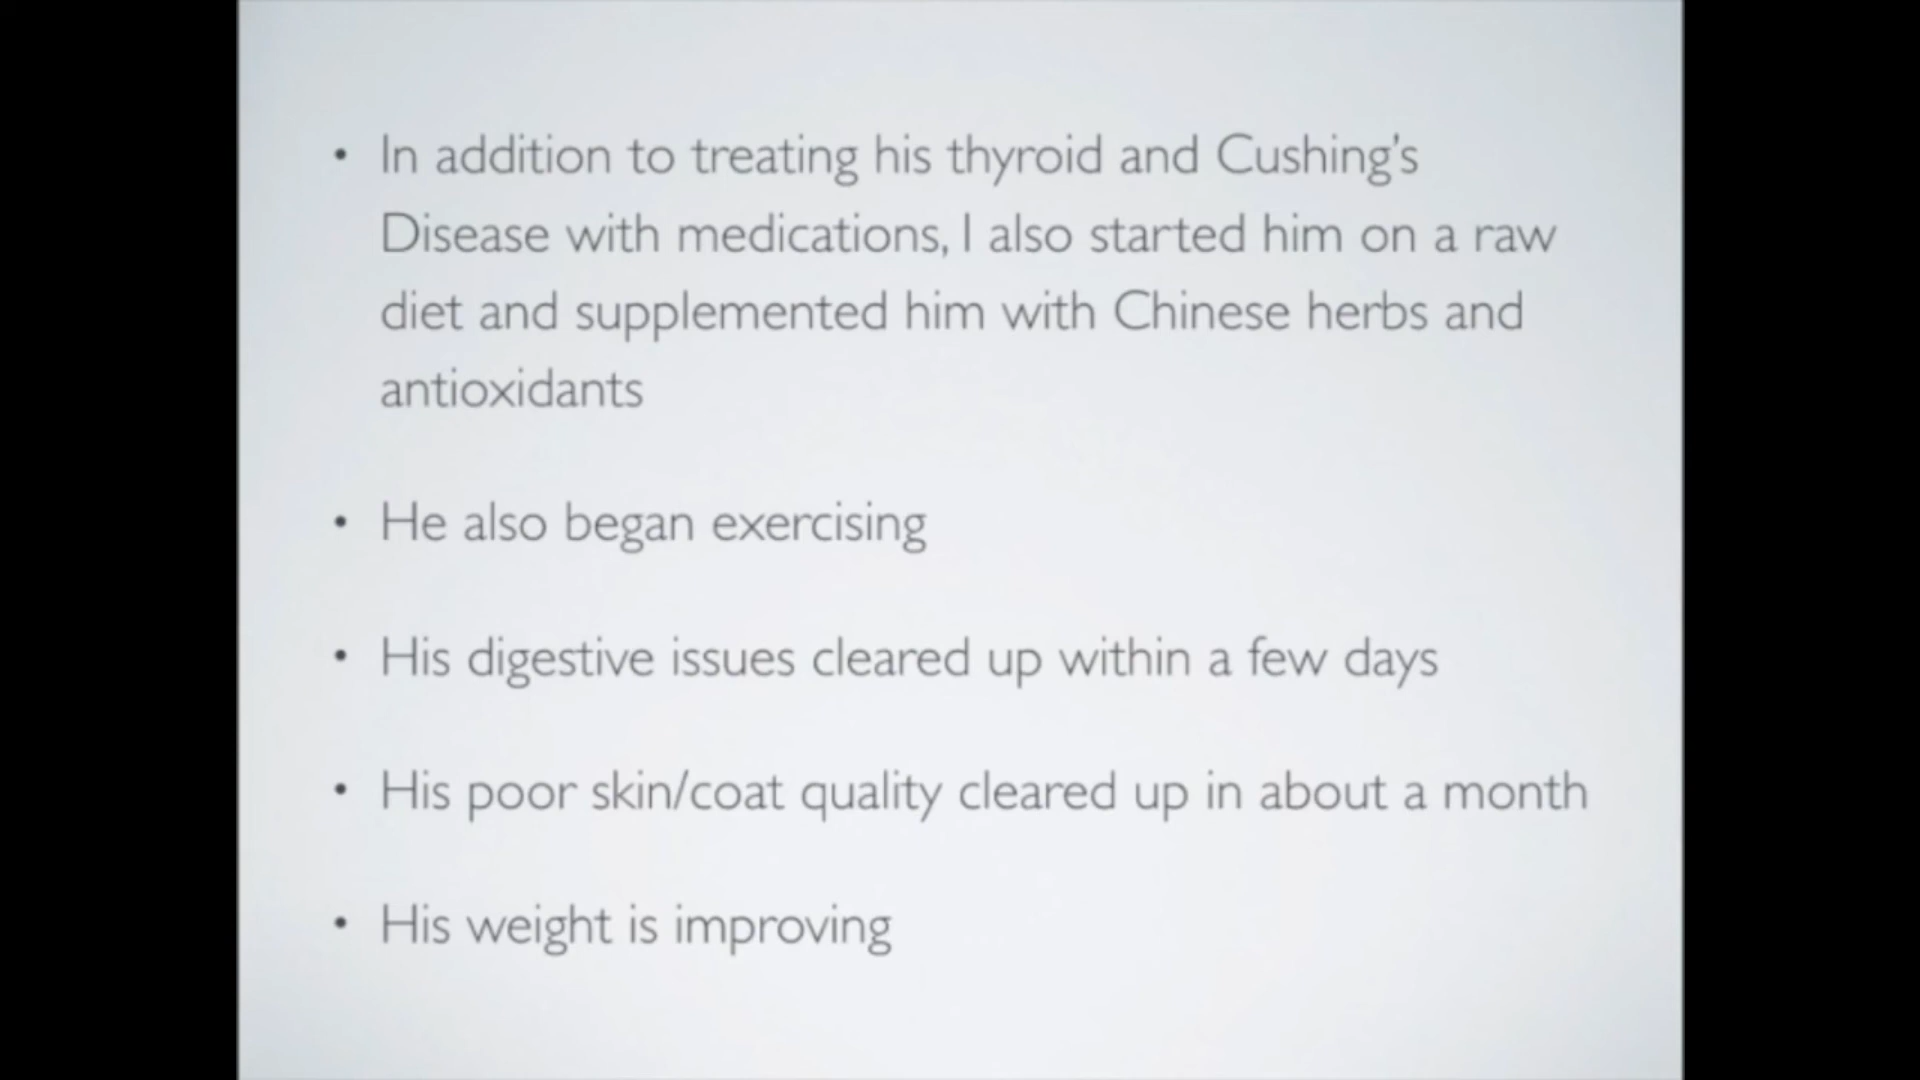 • In addition to treating his thyroid and Cushing's
Disease with medications, I also started him on a raw
diet and supplemented him with Chinese herbs and
antioxidants
• He also began exercising
• His digestive issues cleared up within a few days
• His poor skin/coat quality cleared up in about a month
• His weight is improving